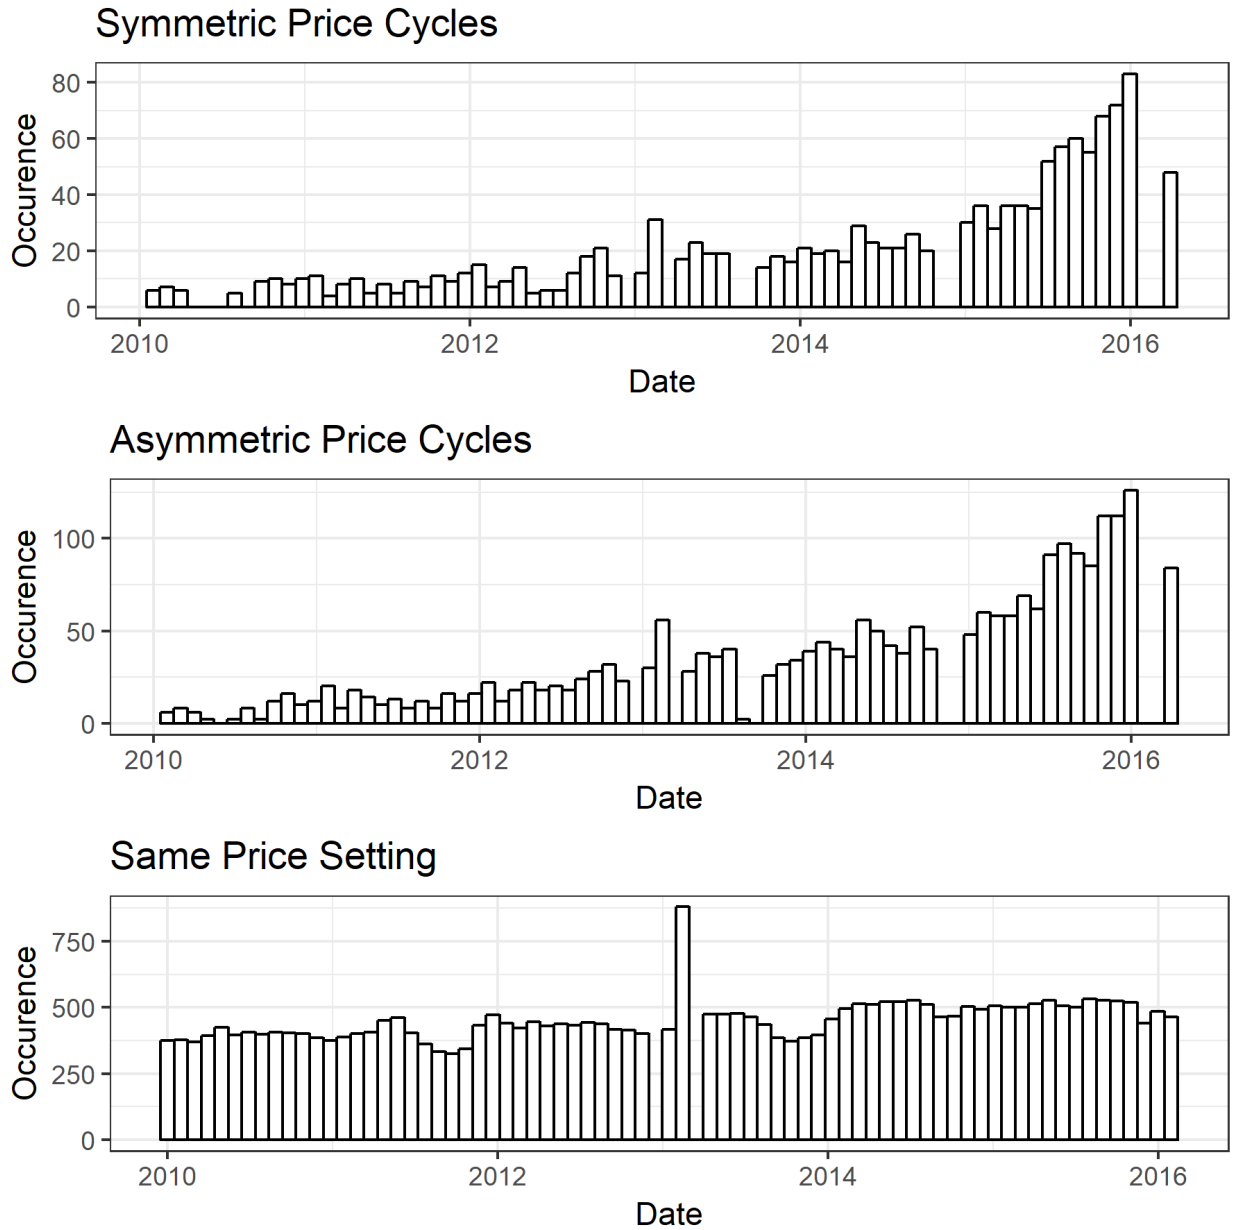 Symmetric Price Cycles
80
60
40
20
0
Occurence
2010 2012 2014 2016
Date
Asymmetric Price Cycles
100
50
0
Occurence
2010 2012 2014 2016
Date
Same Price Setting
750
500
250
0
Occurence
2010 2012 2014 2016
Date